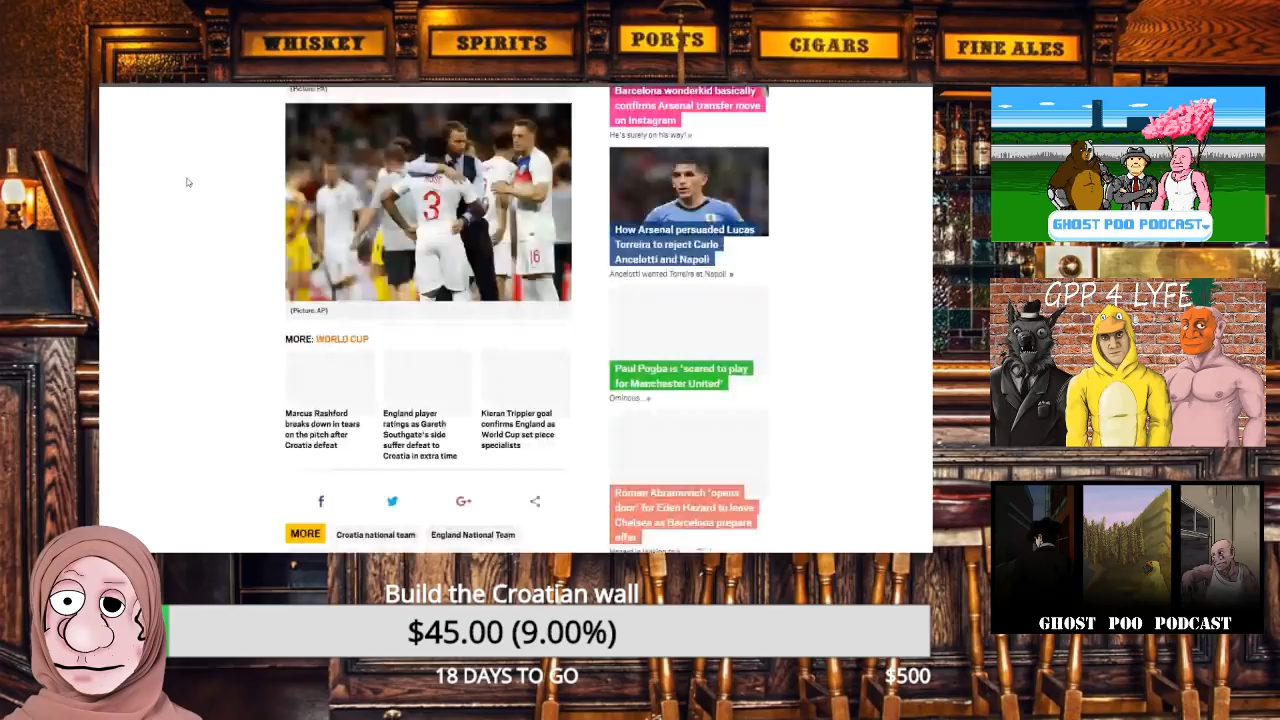 WHISKEY
SPIRITS
PORTS
CIGARS
FINE ALES
(Picture: PA)
3
16
(Picture: AP)
MORE: WORLD CUP
Marcus Rashford
breaks down in tears
on the pitch after
Croatia defeat
England player
ratings as Gareth
Southgate's side
suffer defeat to
Croatia in extra time
Kieran Trippier goal
confirms England as
World Cup set piece
specialists
G+
MORE
Croatia national team
England National Team
Barcelona wonderkid basically
confirms Arsenal transfer move
on Instagram
He's surely on his way! »
How Arsenal persuaded Lucas
Torreira to reject Carlo
Ancelotti and Napoli
Ancelotti wanted Torreira at Napoli »
Paul Pogba is 'scared to play
for Manchester United'
Ominous... »
Roman Abramovich 'opens
door' for Eden Hazard to leave
Chelsea as Barcelona prepare
offer
GHOST POO PODCAST
GPP 4 LYFE
GHOST POO PODCAST
Build the Croatian wall
$45.00 (9.00%)
18 DAYS TO GO
$500